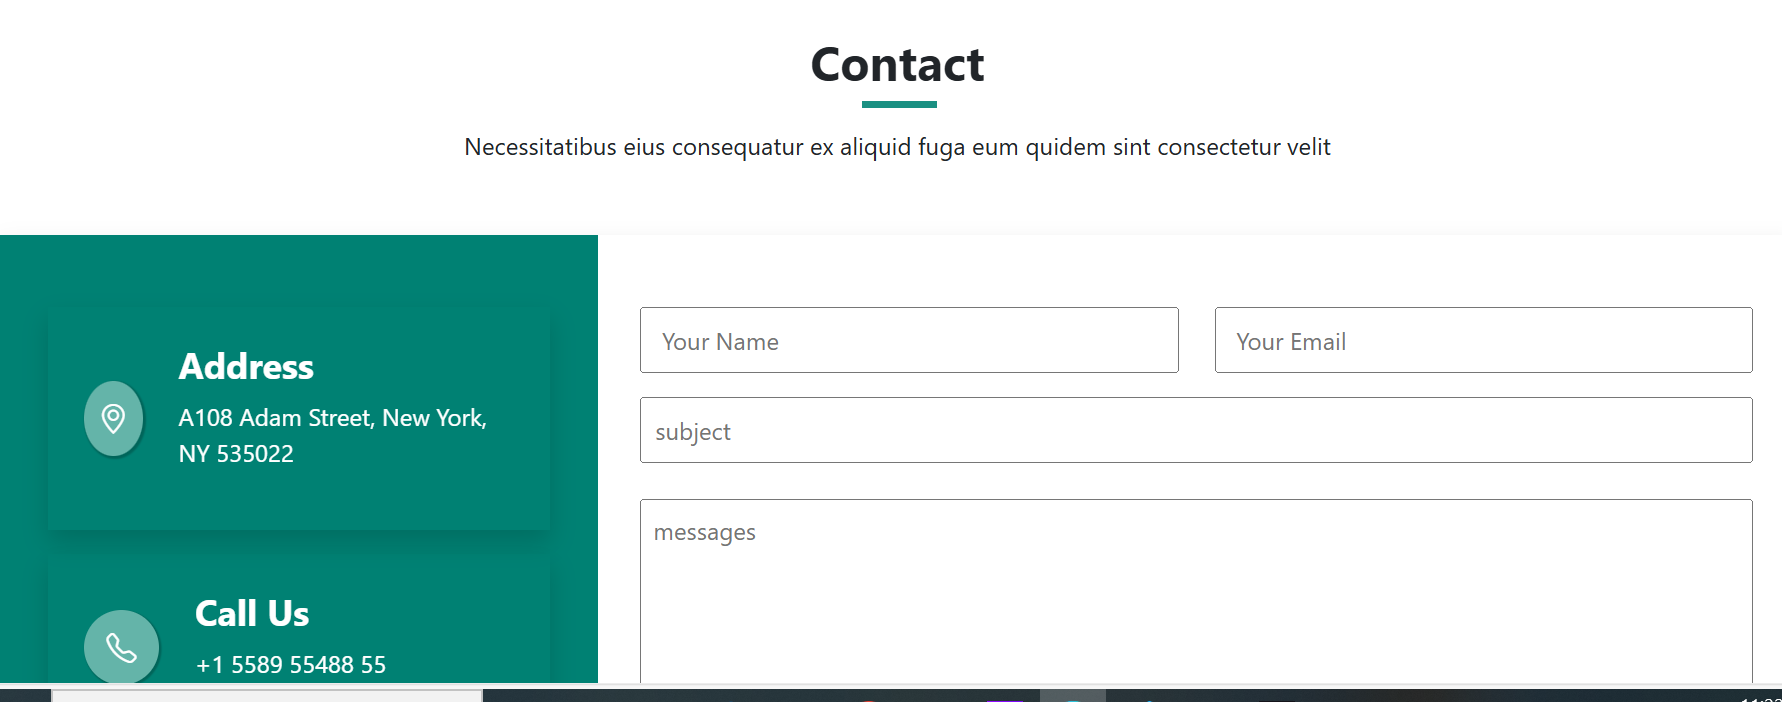 Contact
Necessitatibus eius consequatur ex aliquid fuga eum quidem sint consectetur velit
Address
A108 Adam Street, New York,
NY 535022
Call Us
+1 5589 55488 55
Your Name
Your Email
subject
messages